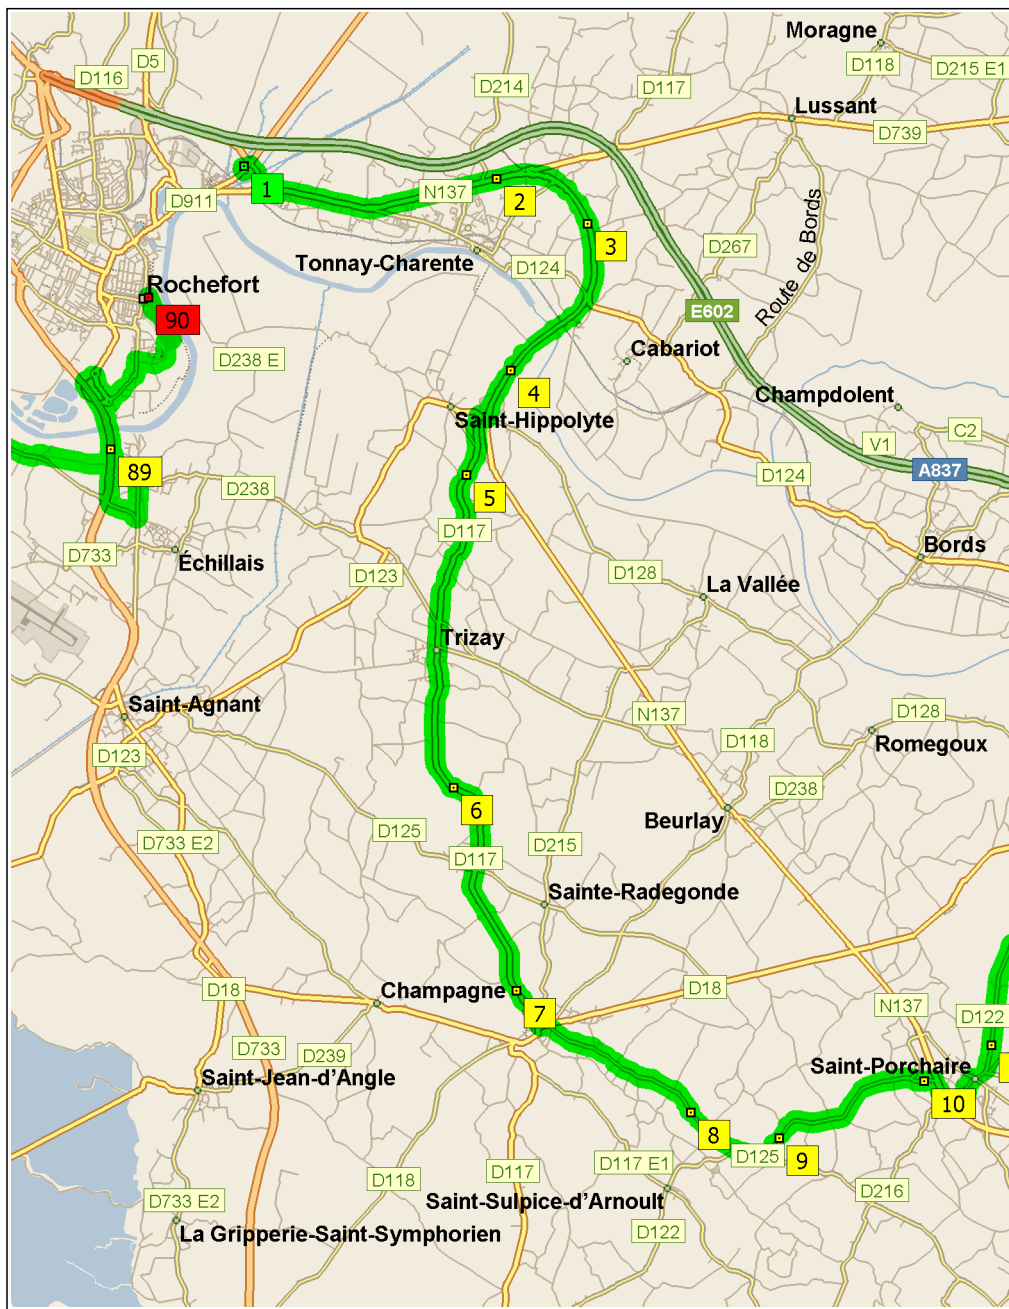 Moragne
D5
D116
D118
D215 E1
D214
D117
Lussant
D739
1
N137
2
D911
3
Route de Bords
D267
Tonnay-Charente
D124
Rochefort
E602
90
Cabariot
D238 E
4
Champdolent
Saint-Hippolyte
C2
V1
89
A837
D124
5
D238
D117
D733
Échillais
Bords
D123
D128
La Vallée
Trizay
Saint-Agnant
N137
D128
D118
Romegoux
D123
D238
6
Beurlay
D125
D733 E2
D215
D117
Sainte-Radegonde
Champagne
D18
D18
7
N137
D122
D733
D239
Saint-Porchaire
Saint-Jean-d'Angle
10
8
D125
9
D117 E1
D117
D118
D216
D733 E2
Saint-Sulpice-d'Arnoult
La Gripperie-Saint-Symphorien
D122